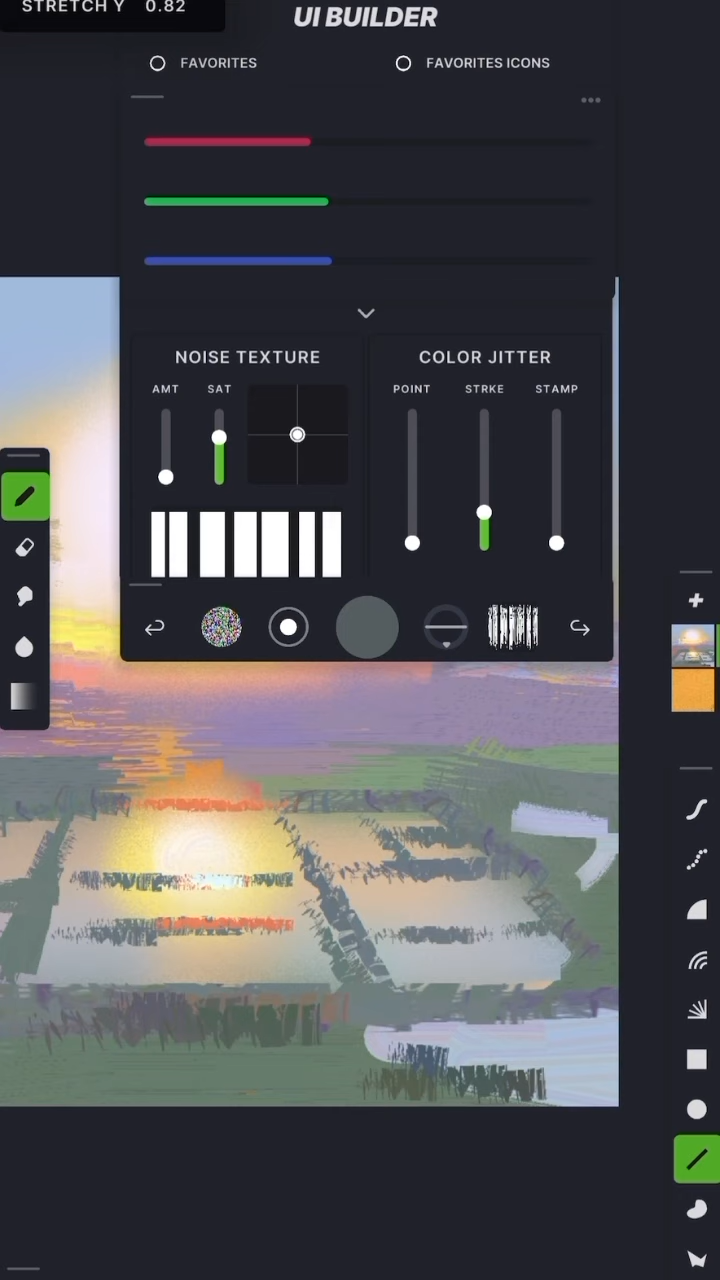 STRETCH Y 0.82
UI BUILDER
FAVORITES FAVORITES ICONS
NOISE TEXTURE COLOR JITTER
AMT SAT POINT STRKE STAMP